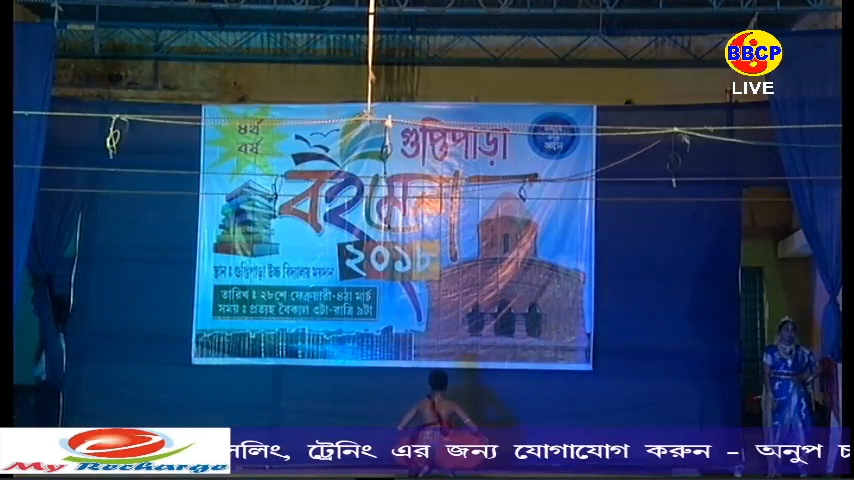 BBCP
LIVE
৪র্থ
বর্ষ
গুপ্তিপাড়া
বইমেলা
২০১৮
স্থান : গুপ্তিপাড়া উচ্চ বিদ্যালয় ময়দান
তারিখ : ২৮শে ফেব্রুয়ারী-৪ঠা মার্চ
সময় : প্রত্যহ বৈকাল ৩টা-রাত্রি ৯টা
My Recharge
সেলিং, ট্রেনিং এর জন্য যোগাযোগ করুন - অনুপ চ